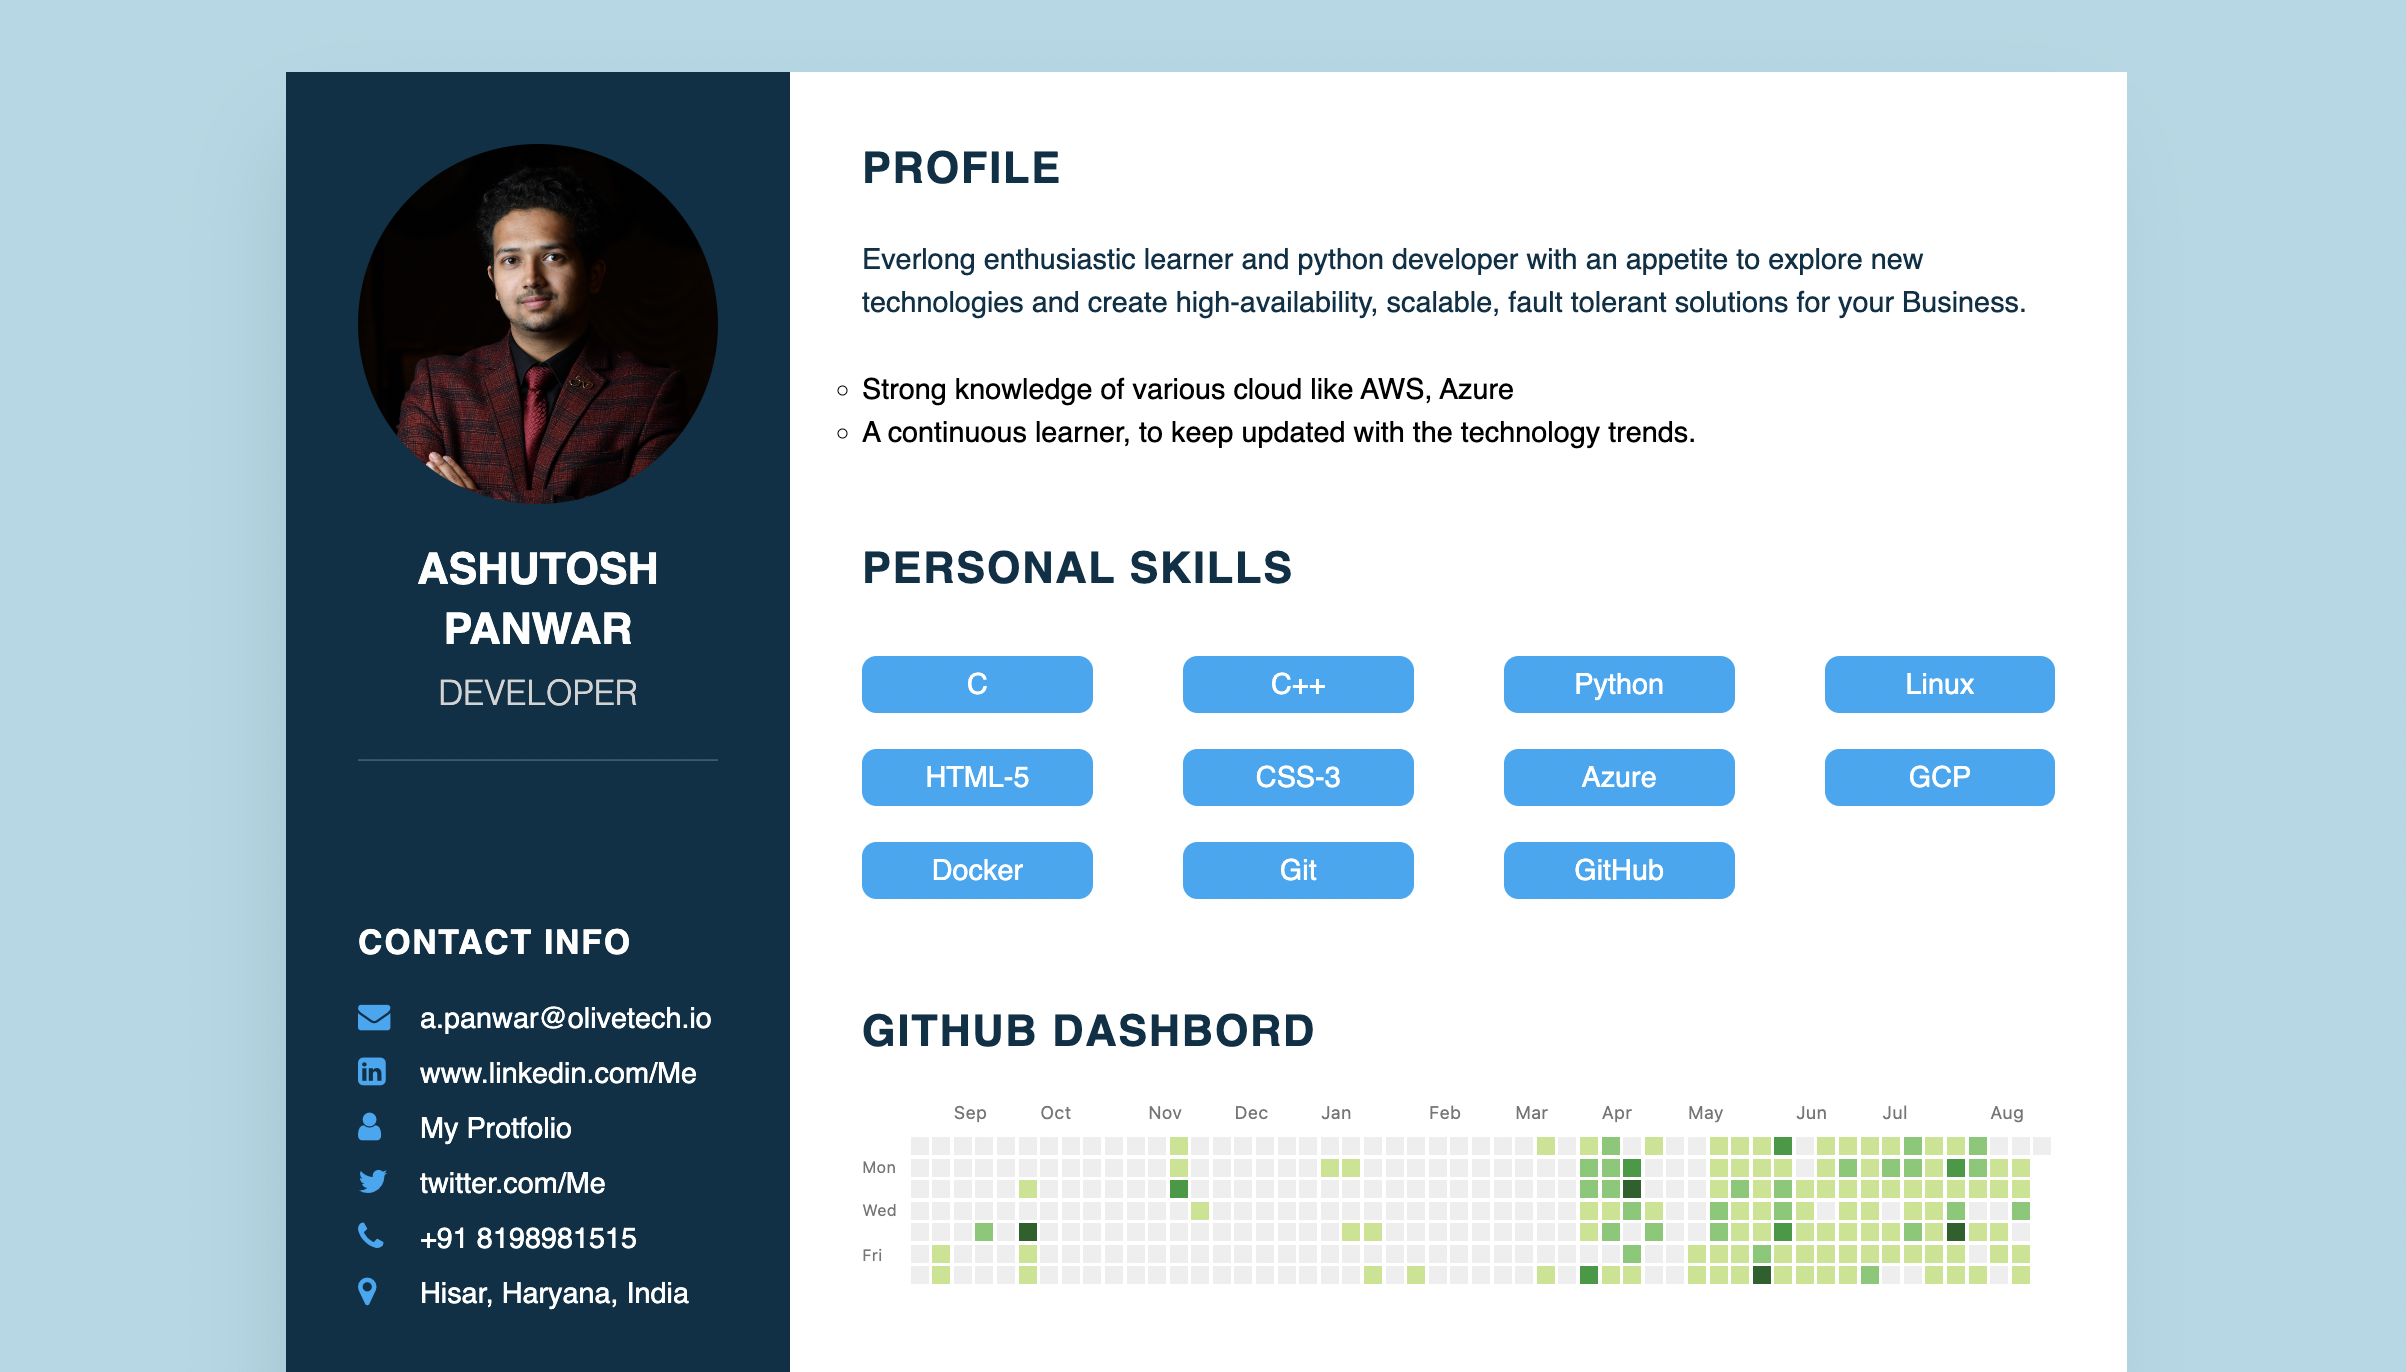 ASHUTOSH
PANWAR
DEVELOPER
CONTACT INFO
a.panwar@olivetech.io
www.linkedin.com/Me
My Protfolio
twitter.com/Me
+91 8198981515
Hisar, Haryana, India
PROFILE
Everlong enthusiastic learner and python developer with an appetite to explore new
technologies and create high-availability, scalable, fault tolerant solutions for your Business.
Strong knowledge of various cloud like AWS, Azure
A continuous learner, to keep updated with the technology trends.
PERSONAL SKILLS
C C++ Python Linux
HTML-5 CSS-3 Azure GCP
Docker Git GitHub
GITHUB DASHBORD
Sep Oct Nov Dec Jan Feb Mar Apr May Jun Jul Aug
Mon
Wed
Fri